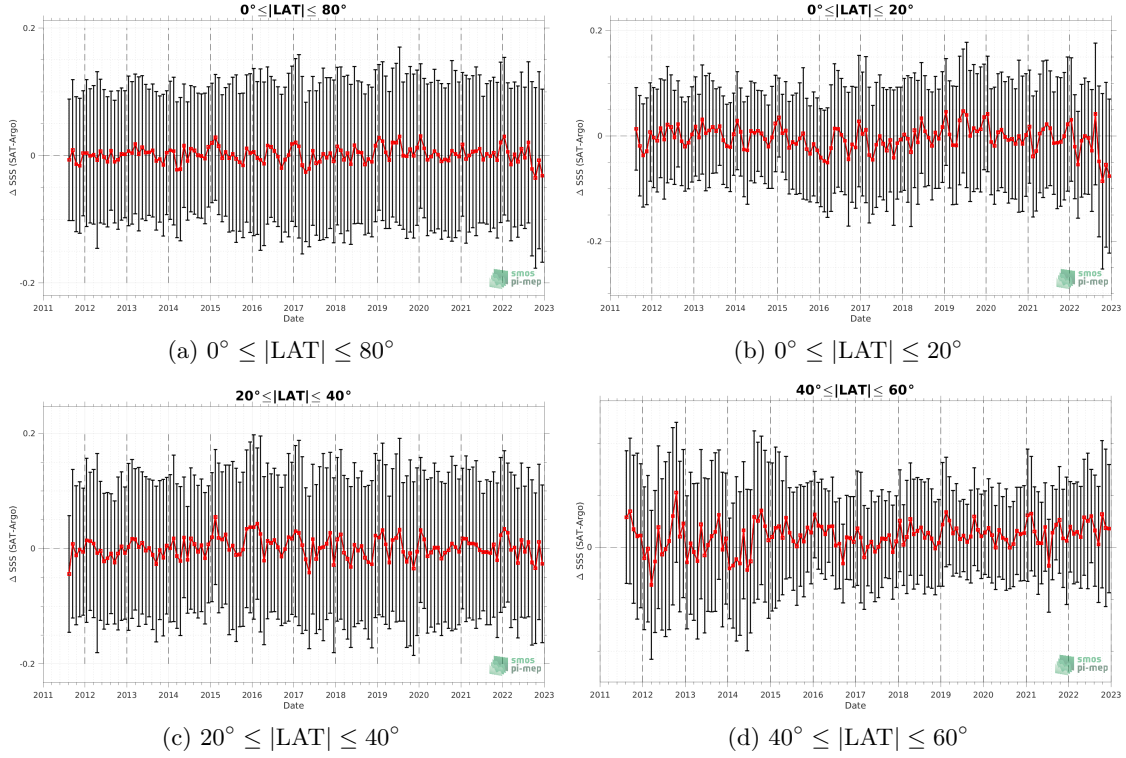 0°≤|LAT|≤ 80°
0.2
0.1
0
-0.1
-0.2
Δ SSS (SAT-Argo)
2011 2012 2013 2014 2015 2016 2017 2018 2019 2020 2021 2022 2023
Date
smos
pi-mep
(a) 0° ≤ |LAT| ≤ 80°
0°≤|LAT|≤ 20°
0.2
0
-0.2
Δ SSS (SAT-Argo)
2011 2012 2013 2014 2015 2016 2017 2018 2019 2020 2021 2022 2023
Date
smos
pi-mep
(b) 0° ≤ |LAT| ≤ 20°
20°≤|LAT|≤ 40°
0.2
0
-0.2
Δ SSS (SAT-Argo)
2011 2012 2013 2014 2015 2016 2017 2018 2019 2020 2021 2022 2023
Date
smos
pi-mep
(c) 20° ≤ |LAT| ≤ 40°
40°≤|LAT|≤ 60°
0
Δ SSS (SAT-Argo)
2011 2012 2013 2014 2015 2016 2017 2018 2019 2020 2021 2022 2023
Date
smos
pi-mep
(d) 40° ≤ |LAT| ≤ 60°